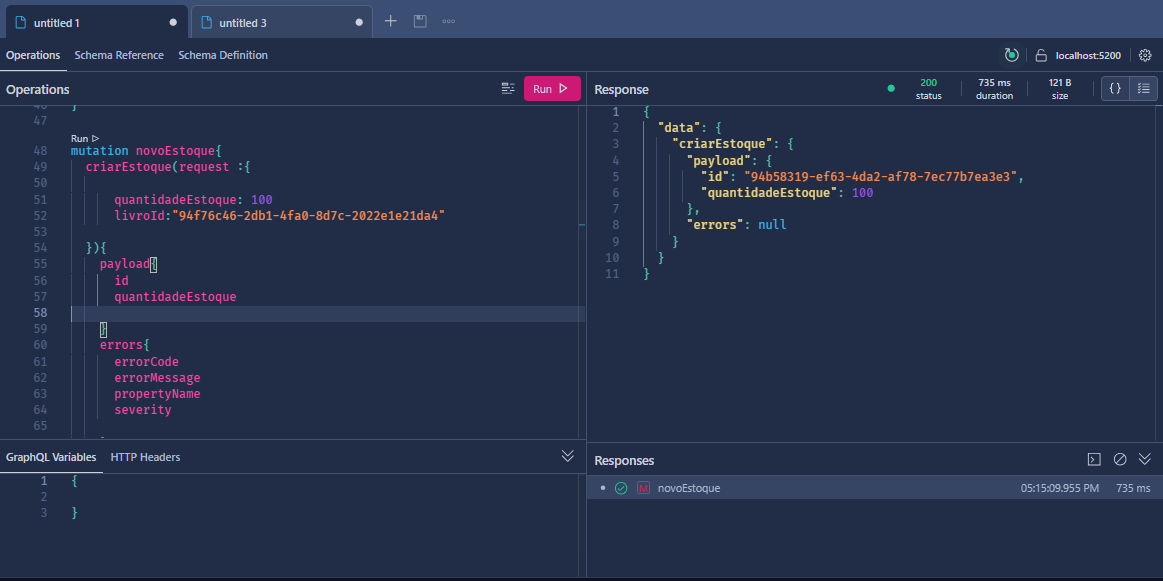 untitled 1
untitled 3
Operations Schema Reference Schema Definition
localhost:5200
Operations
Run
Response
200
status
735 ms
duration
121 B
size
46 }
47
Run
48 mutation novoEstoque{
49 criarEstoque(request :{
50
51 quantidadeEstoque: 100
52 livroId:"94f76c46-2db1-4fa0-8d7c-2022e1e21da4"
53
54 }){
55 payload{
56 id
57 quantidadeEstoque
58
59 }
60 errors{
61 errorCode
62 errorMessage
63 propertyName
64 severity
65
1 {
2 "data": {
3 "criarEstoque": {
4 "payload": {
5 "id": "94b58319-ef63-4da2-af78-7ec77b7ea3e3",
6 "quantidadeEstoque": 100
7 },
8 "errors": null
9 }
10 }
11 }
GraphQL Variables HTTP Headers
1 {
2
3 }
Responses
M novoEstoque 05:15:09.955 PM 735 ms